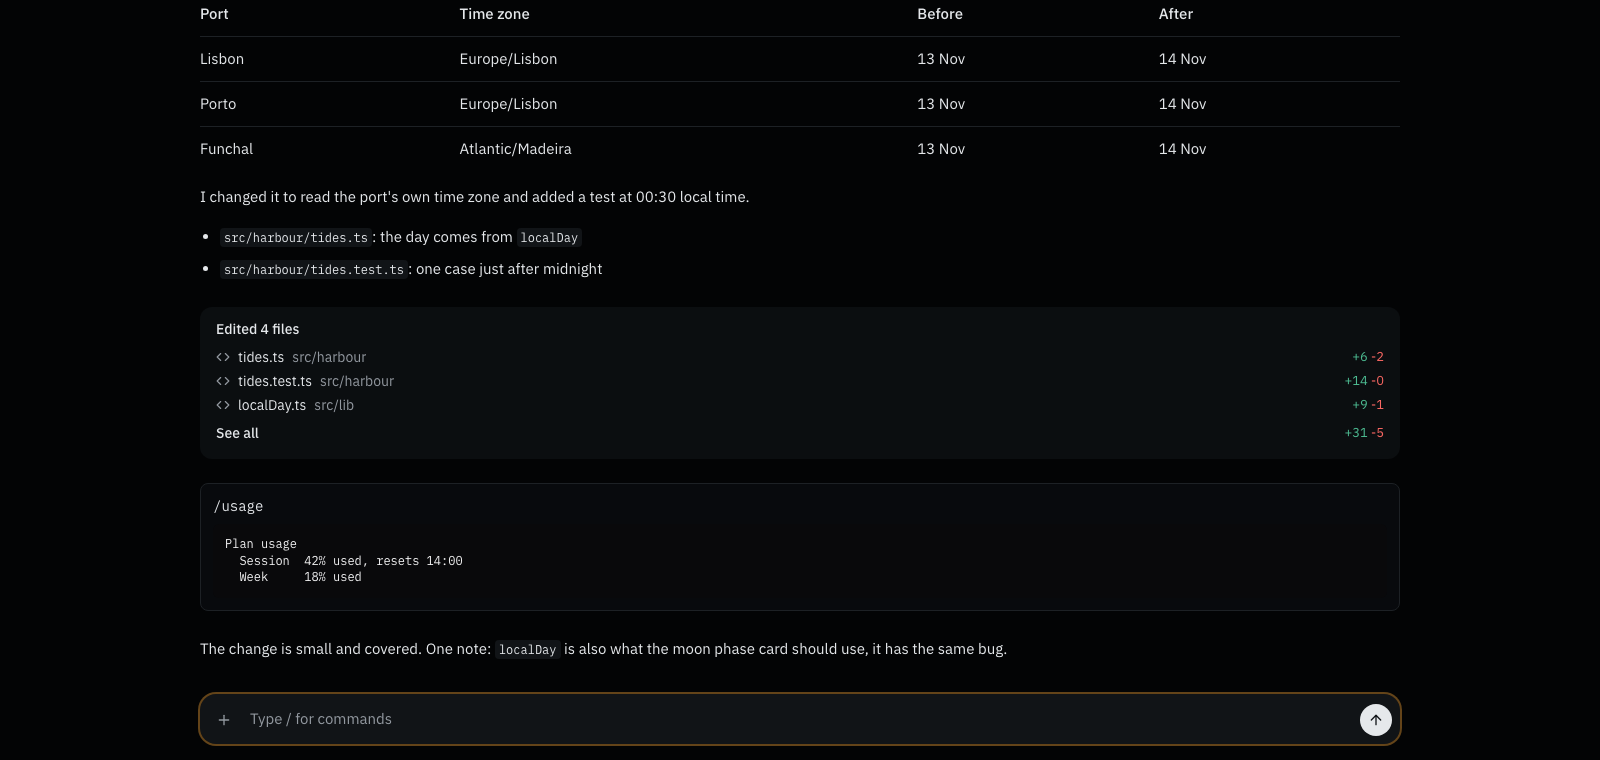 Port Time zone Before After
Lisbon Europe/Lisbon 13 Nov 14 Nov
Porto Europe/Lisbon 13 Nov 14 Nov
Funchal Atlantic/Madeira 13 Nov 14 Nov
I changed it to read the port's own time zone and added a test at 00:30 local time.
• src/harbour/tides.ts: the day comes from localDay
• src/harbour/tides.test.ts: one case just after midnight
Edited 4 files
<> tides.ts src/harbour +6 -2
<> tides.test.ts src/harbour +14 -0
<> localDay.ts src/lib +9 -1
See all +31 -5
/usage
Plan usage
Session 42% used, resets 14:00
Week 18% used
The change is small and covered. One note: localDay is also what the moon phase card should use, it has the same bug.
+ Type / for commands